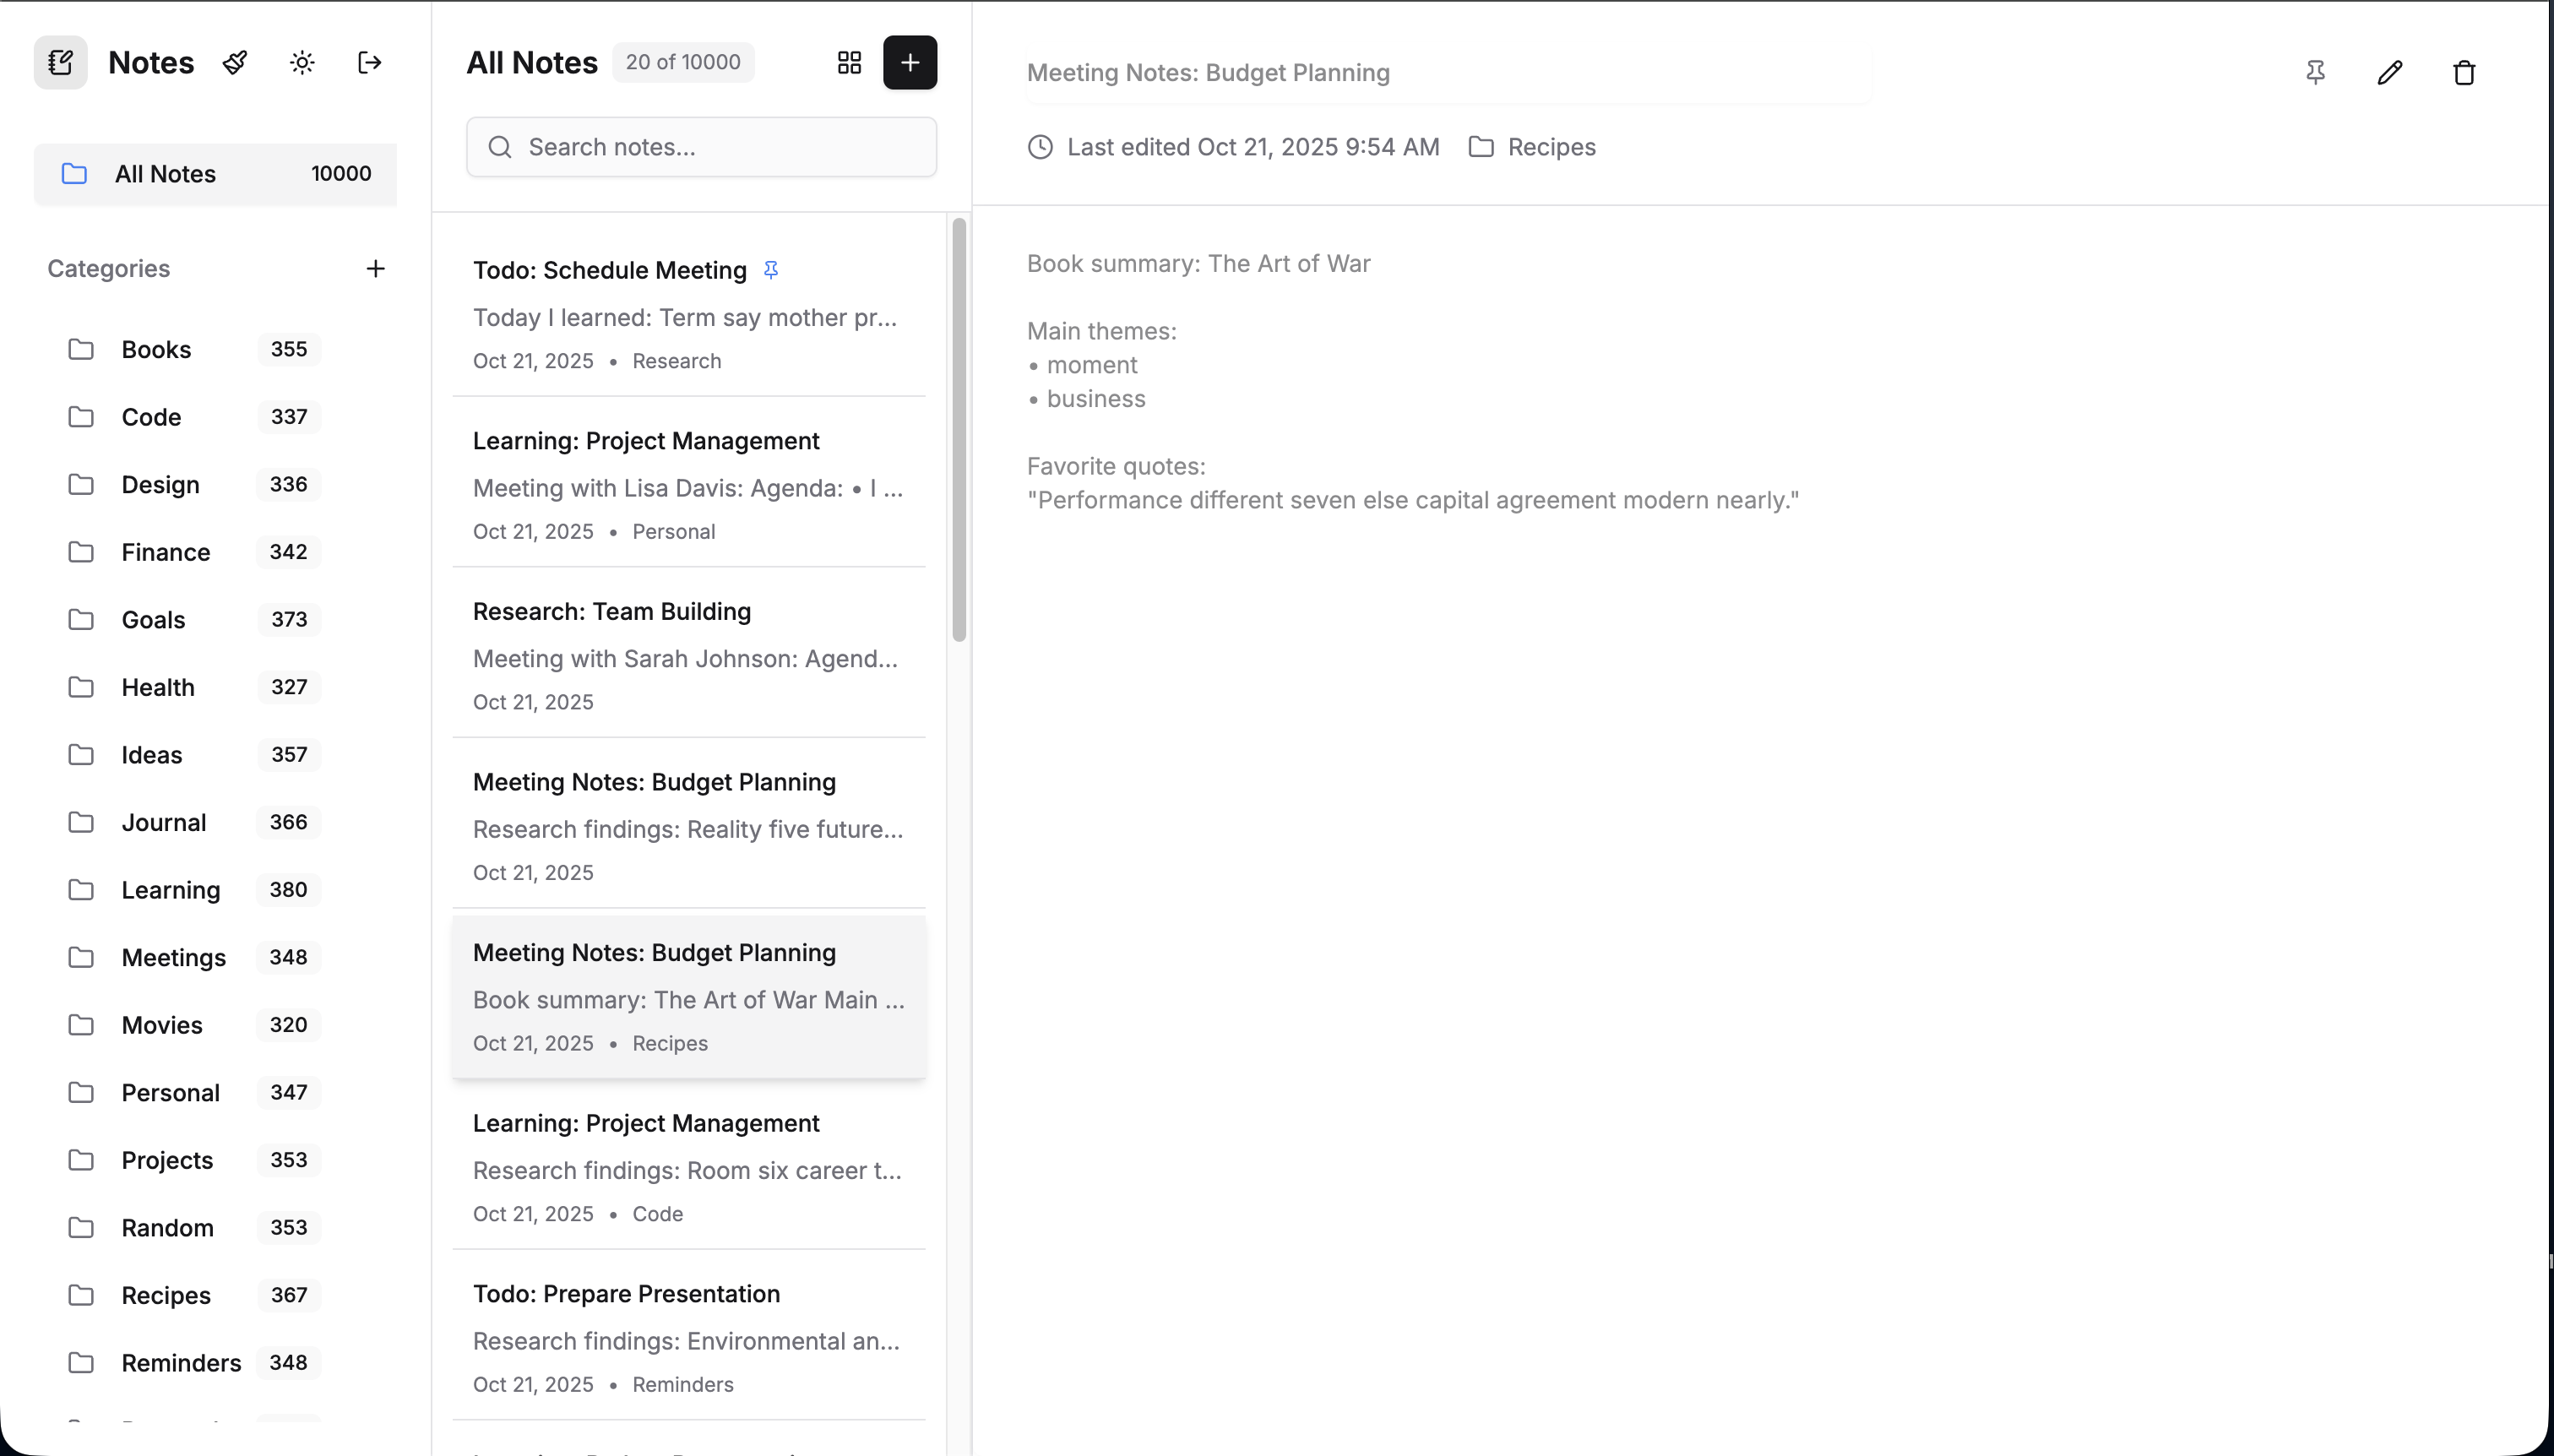 Notes
All Notes 10000
Categories
Books 355
Code 337
Design 336
Finance 342
Goals 373
Health 327
Ideas 357
Journal 366
Learning 380
Meetings 348
Movies 320
Personal 347
Projects 353
Random 353
Recipes 367
Reminders 348
All Notes 20 of 10000
Search notes...
Todo: Schedule Meeting
Today I learned: Term say mother pr...
Oct 21, 2025 • Research
Learning: Project Management
Meeting with Lisa Davis: Agenda: • I ...
Oct 21, 2025 • Personal
Research: Team Building
Meeting with Sarah Johnson: Agend...
Oct 21, 2025
Meeting Notes: Budget Planning
Research findings: Reality five future...
Oct 21, 2025
Meeting Notes: Budget Planning
Book summary: The Art of War Main ...
Oct 21, 2025 • Recipes
Learning: Project Management
Research findings: Room six career t...
Oct 21, 2025 • Code
Todo: Prepare Presentation
Research findings: Environmental an...
Oct 21, 2025 • Reminders
Meeting Notes: Budget Planning
Last edited Oct 21, 2025 9:54 AM Recipes
Book summary: The Art of War
Main themes:
• moment
• business
Favorite quotes:
"Performance different seven else capital agreement modern nearly."